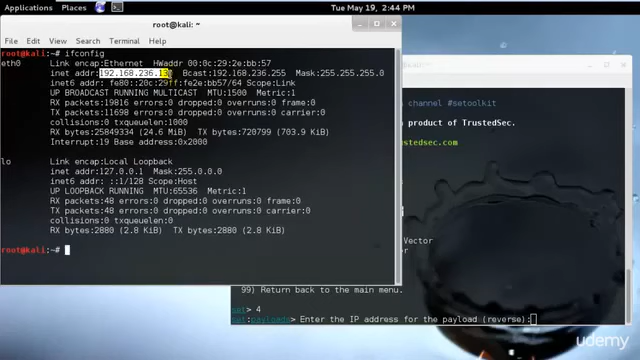 Applications Places Tue May 19, 2:44 PM root
root@kali: ~
File Edit View Search Terminal Help
root@kali:~# ifconfig
eth0 Link encap:Ethernet HWaddr 00:0c:29:2e:bb:57
inet addr:192.168.236.13 Bcast:192.168.236.255 Mask:255.255.255.0
inet6 addr: fe80::20c:29ff:fe2e:bb57/64 Scope:Link
UP BROADCAST RUNNING MULTICAST MTU:1500 Metric:1
RX packets:19816 errors:0 dropped:0 overruns:0 frame:0
TX packets:10698 errors:0 dropped:0 overruns:0 carrier:0
collisions:0 txqueuelen:1000
RX bytes:25849334 (24.6 MiB) TX bytes:720799 (703.9 KiB)
Interrupt:19 Base address:0x2000
lo Link encap:Local Loopback
inet addr:127.0.0.1 Mask:255.0.0.0
inet6 addr: ::1/128 Scope:Host
UP LOOPBACK RUNNING MTU:65536 Metric:1
RX packets:48 errors:0 dropped:0 overruns:0 frame:0
TX packets:48 errors:0 dropped:0 overruns:0 carrier:0
collisions:0 txqueuelen:0
RX bytes:2880 (2.8 KiB) TX bytes:2880 (2.8 KiB)
root@kali:~#
s channel #setoolkit
product of TrustedSec.
stedsec.com
Vector
99) Return back to the main menu.
set> 4
set:payloads> Enter the IP address for the payload (reverse):
udemy